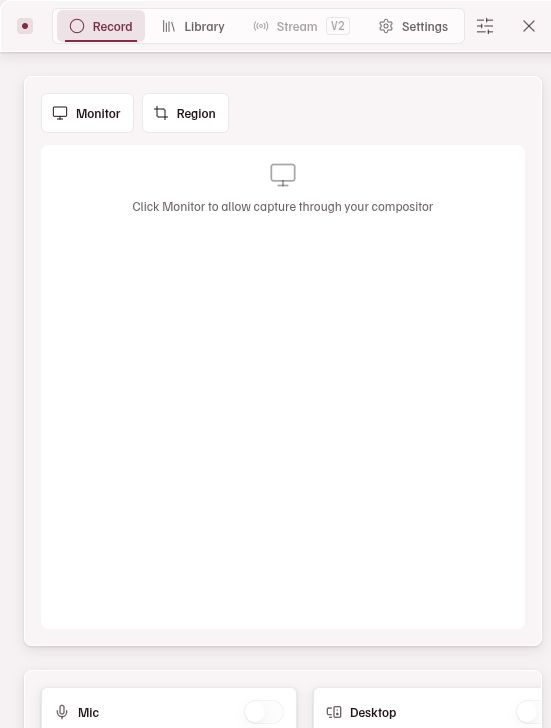 Record
Library
Stream V2
Settings
Monitor
Region
Click Monitor to allow capture through your compositor
Mic
Desktop